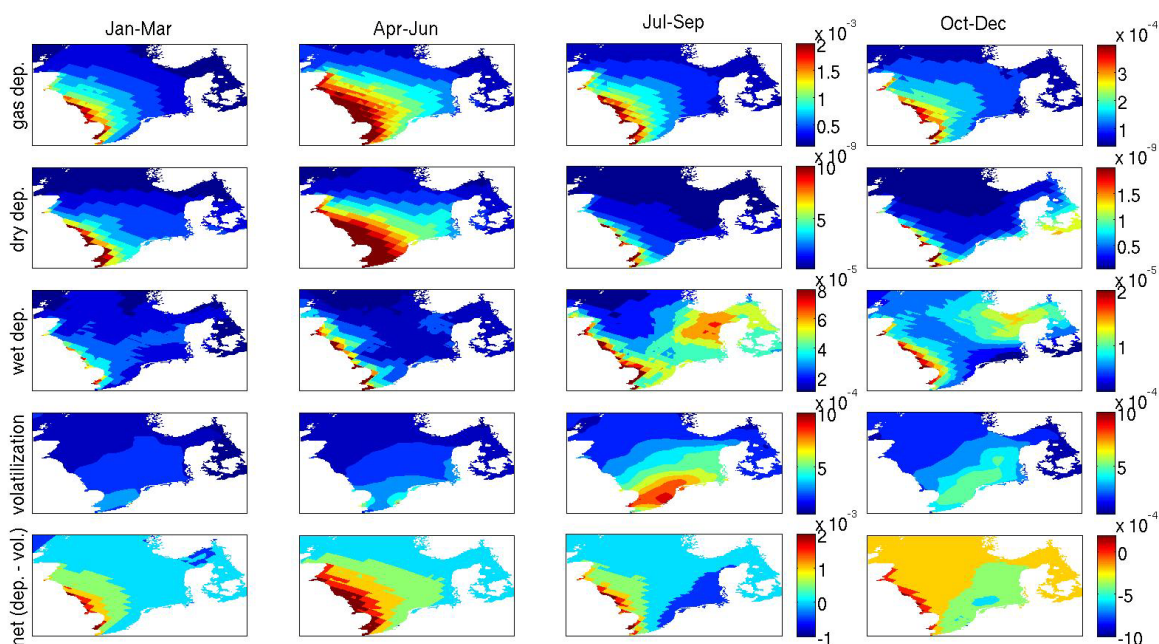 Jan-Mar Apr-Jun Jul-Sep Oct-Dec
x 10^-3 x 10^-4
gas dep.
2 1.5 1 0.5
3 2 1
x 10^-9 x 10^-9
dry dep.
10 5
1.5 1 0.5
x 10^-5 x 10^-5
wet dep.
8 6 4 2
2 1
x 10^-4 x 10^-4
volatilization
10 5
10 5
x 10^-3 x 10^-4
net (dep. - vol.)
2 1 0 -1
0 -5 -10